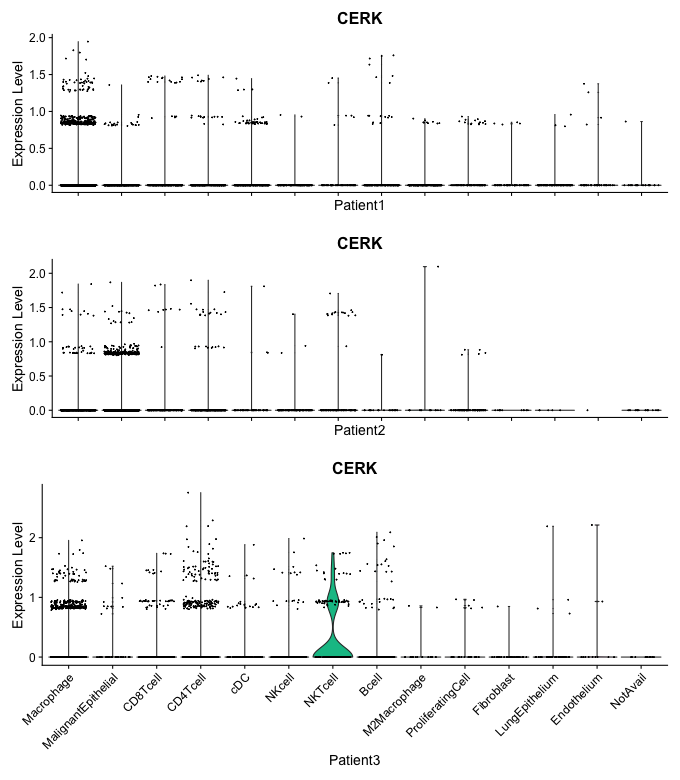 CERK
Expression Level
2.0
1.5
1.0
0.5
0.0
Patient1
CERK
Expression Level
2.0
1.5
1.0
0.5
0.0
Patient2
CERK
Expression Level
2
1
0
Macrophage
MalignantEpithelial
CD8Tcell
CD4Tcell
cDC
NKcell
NKTcell
Bcell
M2Macrophage
ProliferatingCell
Fibroblast
LungEpithelium
Endothelium
NotAvail
Patient3